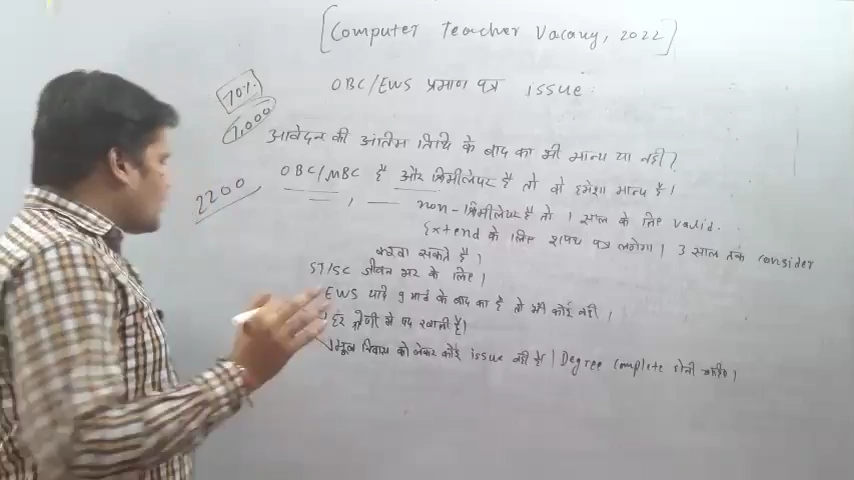 [Computer Teacher Vacany, 2022]
OBC/EWS प्रमाण पत्र issue:
70%
7,000
आवेदन की अंतिम तिथि के बाद का भी मान्य या नहीं?
2200
OBC/MBC है और क्रिमीलेयर है तो वो हमेशा मान्य है।
non-क्रिमीलेयर है तो 1 साल के लिए valid.
Extend के लिए शपथ पत्र लगेगा। 3 साल तक consider
करवा सकते है।
ST/SC जीवन भर के लिए।
EWS यदि 9 मार्च के बाद का है तो भी कोई नहीं।
हर श्रेणी में पद खाली है।
मूल निवास को लेकर कोई issue नहीं है। Degree complete होनी चाहिए।